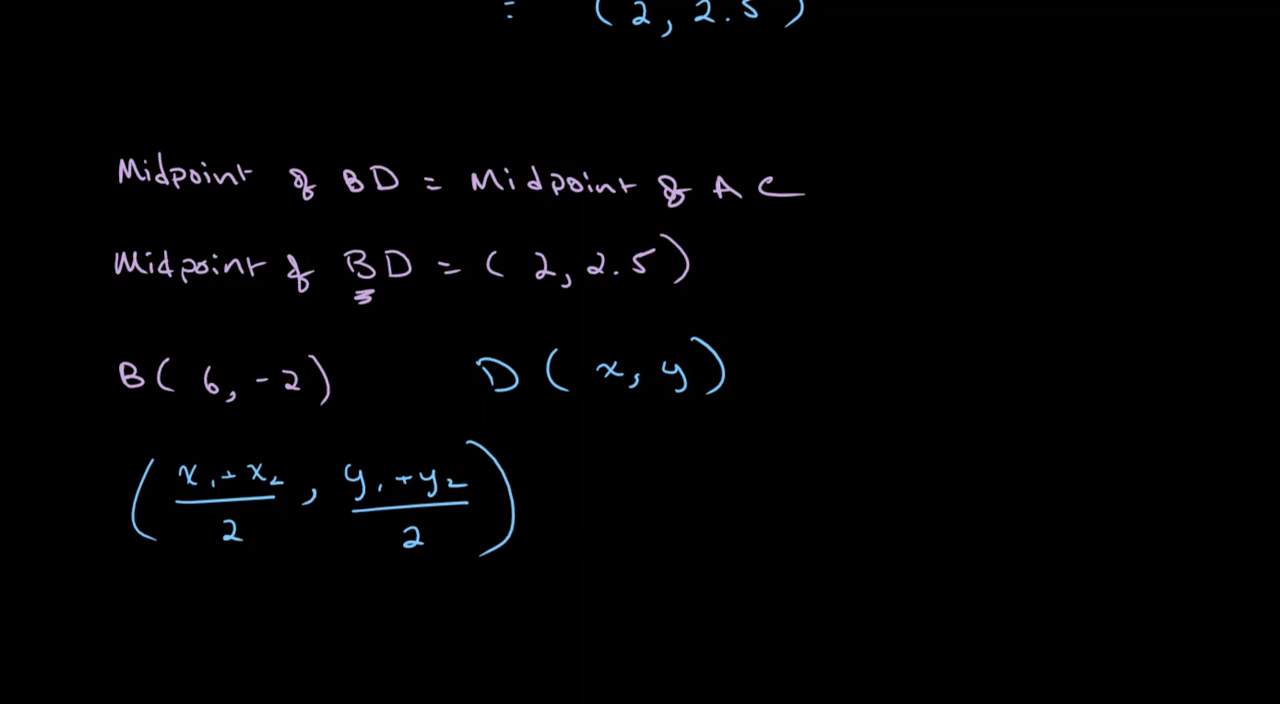 = (2, 2.5)
Midpoint of BD = Midpoint of AC
Midpoint of BD = (2, 2.5)
B(6, -2) D(x, y)
(x₁+x₂/2, y₁+y₂/2)